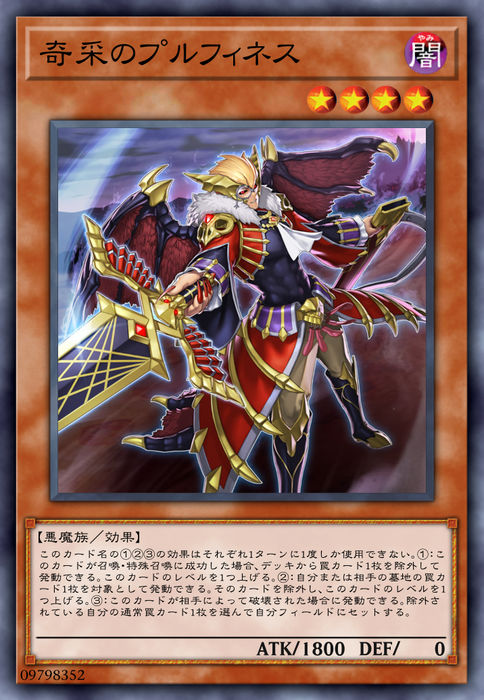 奇采のプルフィネス
やみ
闇
【悪魔族／効果】
このカード名の①②③の効果はそれぞれ1ターンに1度しか使用できない。①：こ
のカードが召喚・特殊召喚に成功した場合、デッキから罠カード1枚を除外して
発動できる。このカードのレベルを1つ上げる。②：自分または相手の墓地の罠カ
ード1枚を対象として発動できる。そのカードを除外し、このカードのレベルを1
つ上げる。③：このカードが相手によって破壊された場合に発動できる。除外さ
れている自分の通常罠カード1枚を選んで自分フィールドにセットする。
ATK/1800 DEF/ 0
09798352